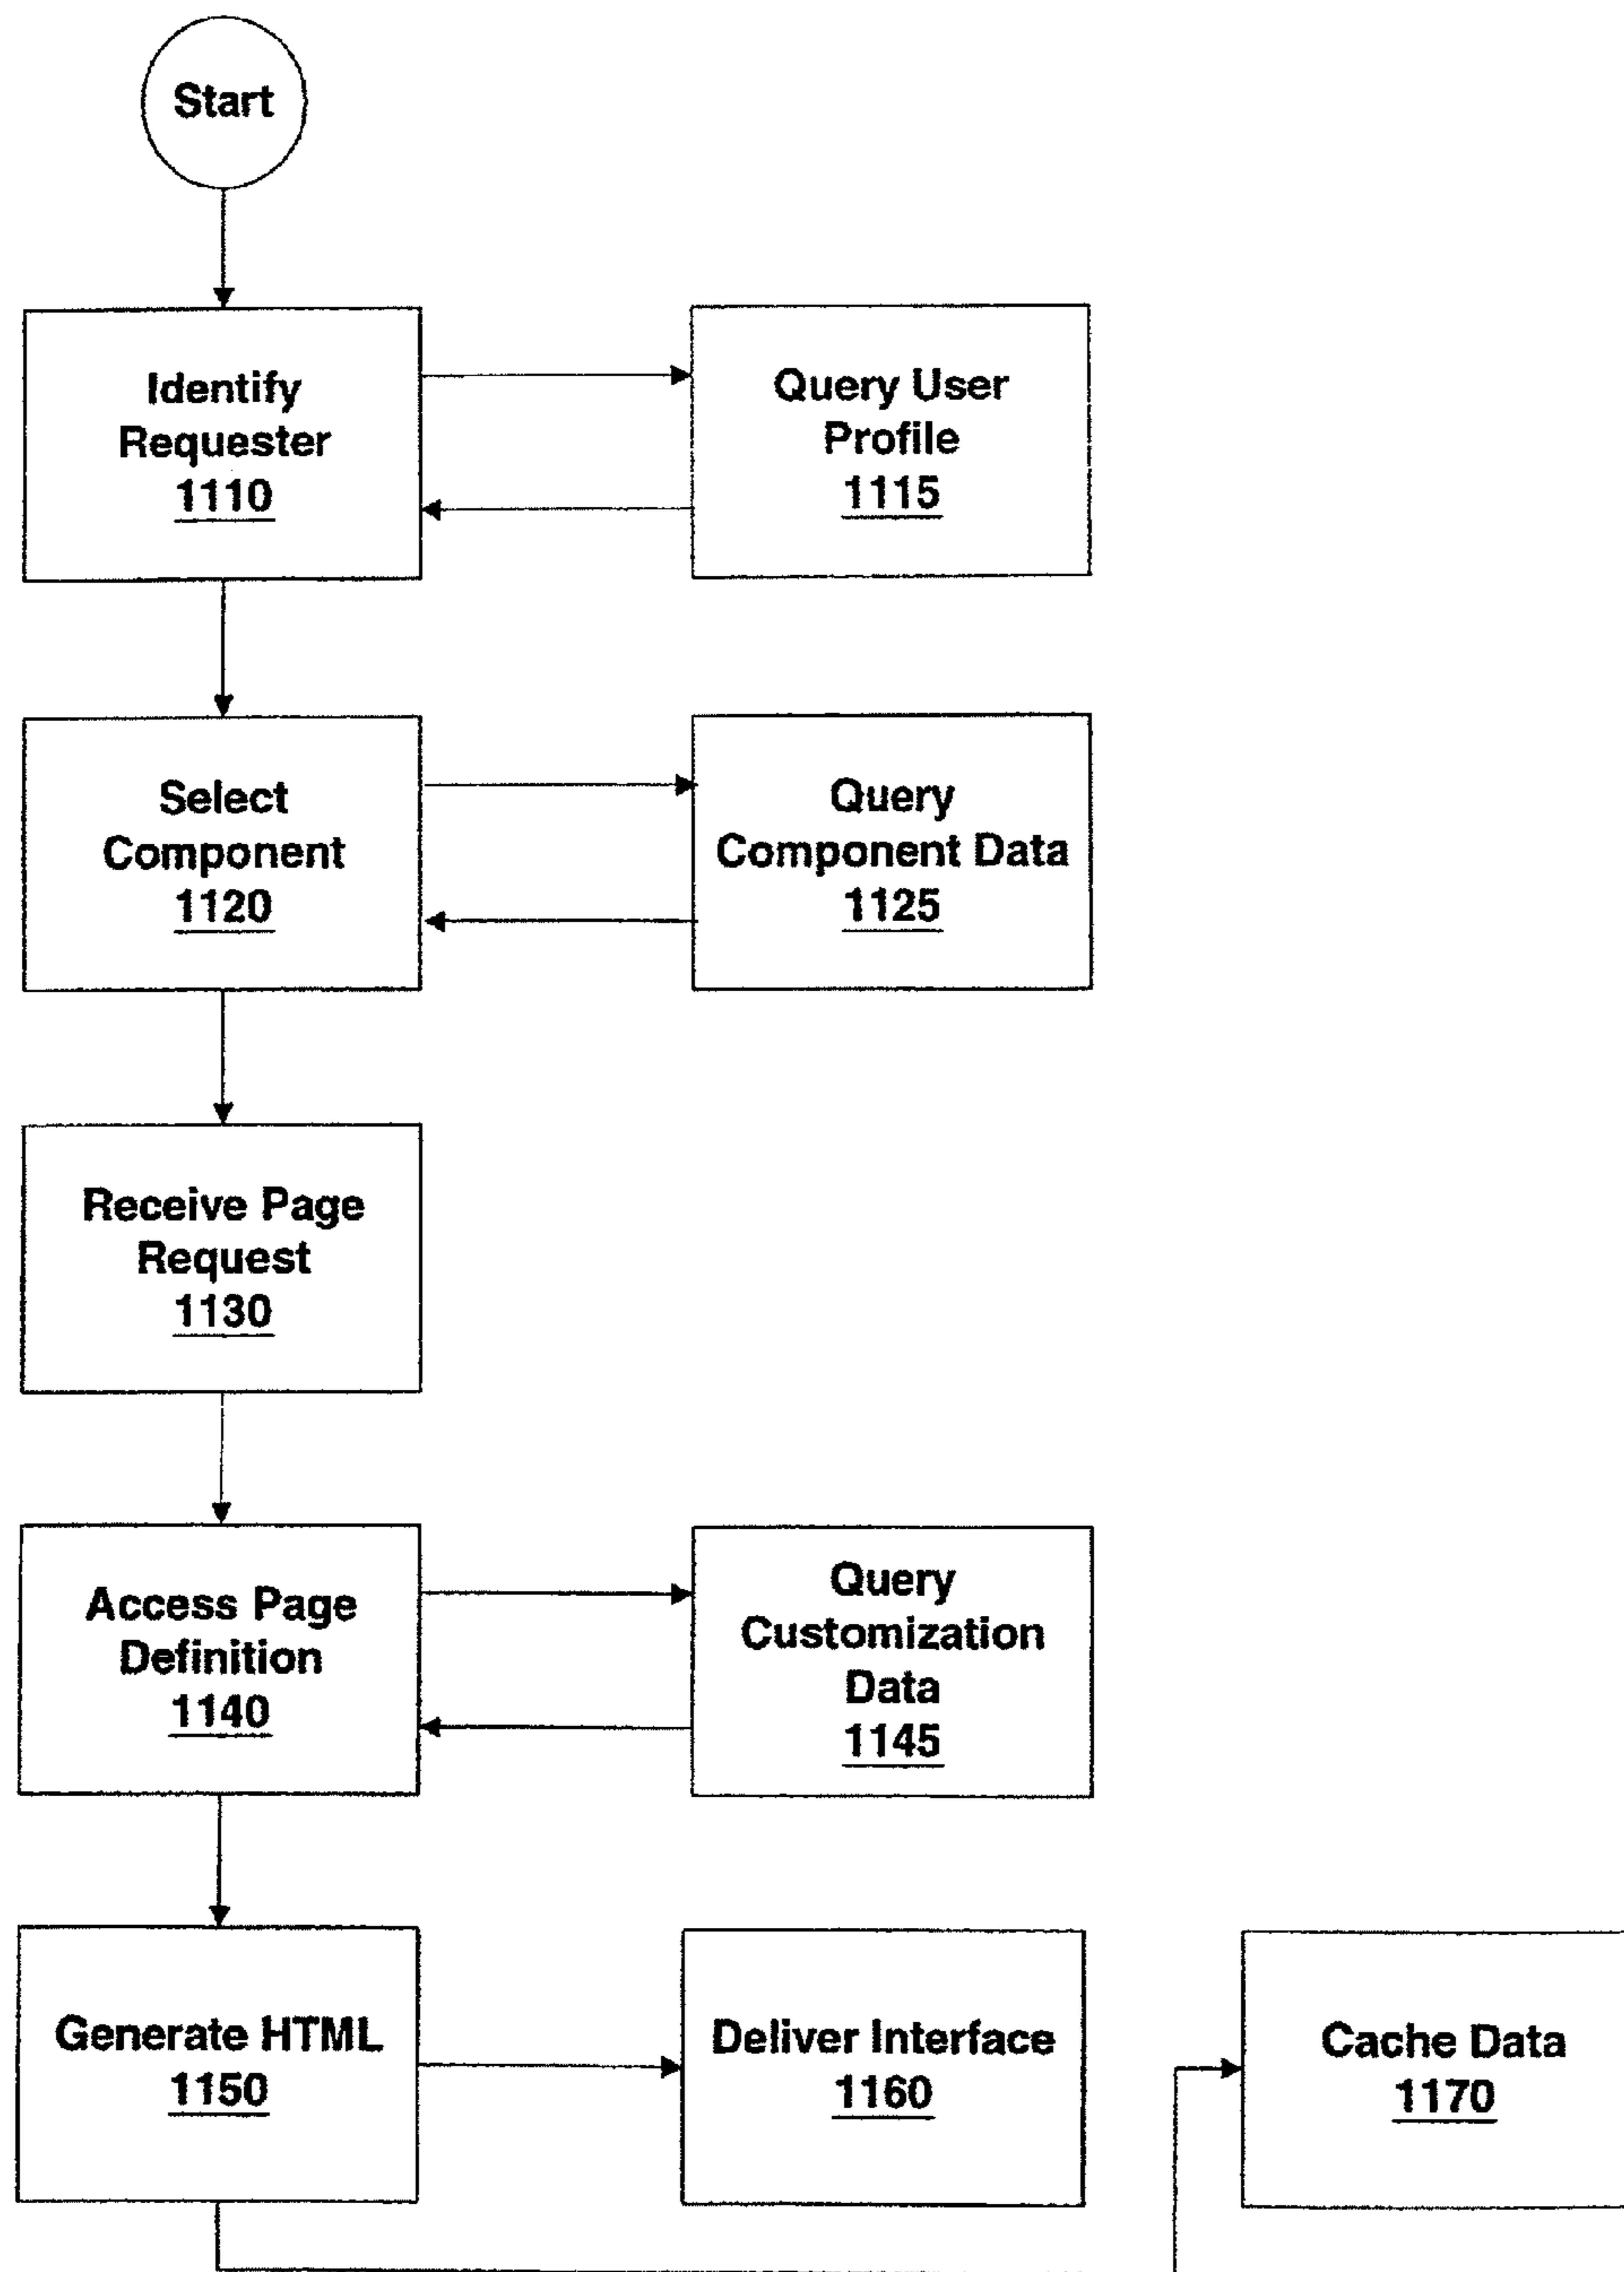 Start
Identify
Requester
1110
Query User
Profile
1115
Select
Component
1120
Query
Component Data
1125
Receive Page
Request
1130
Access Page
Definition
1140
Query
Customization
Data
1145
Generate HTML
1150
Deliver Interface
1160
Cache Data
1170